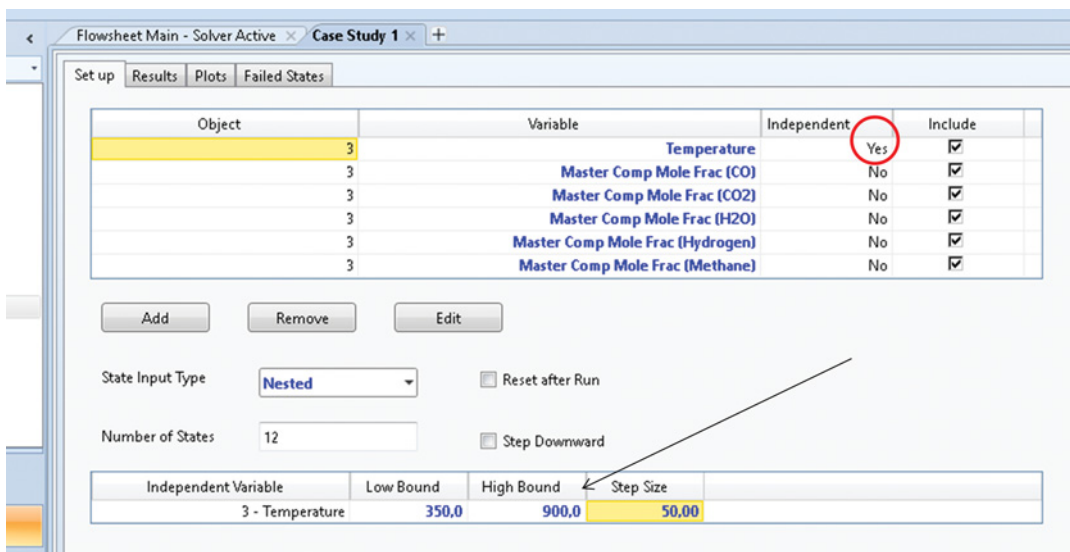 Flowsheet Main - Solver Active × Case Study 1 × +
Set up Results Plots Failed States
Object Variable Independent Include
3 Temperature Yes
3 Master Comp Mole Frac (CO) No
3 Master Comp Mole Frac (CO2) No
3 Master Comp Mole Frac (H2O) No
3 Master Comp Mole Frac (Hydrogen) No
3 Master Comp Mole Frac (Methane) No
Add Remove Edit
State Input Type Nested Reset after Run
Number of States 12 Step Downward
Independent Variable Low Bound High Bound Step Size
3 - Temperature 350,0 900,0 50,00